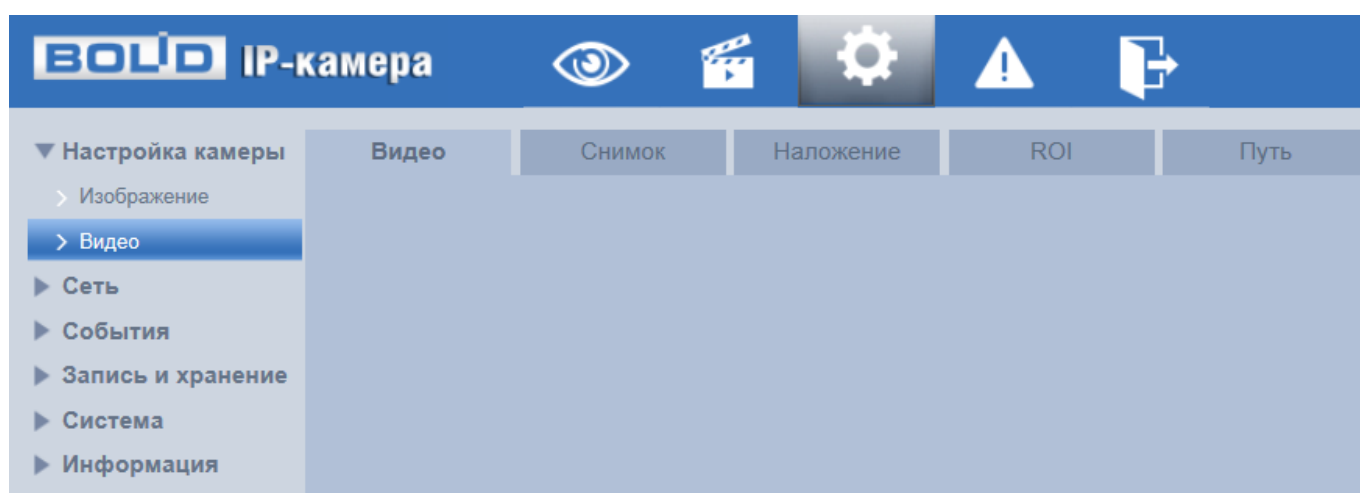 BOLID IP-камера
Настройка камеры
Изображение
Видео
Сеть
События
Запись и хранение
Система
Информация
Видео
Снимок
Наложение
ROI
Путь